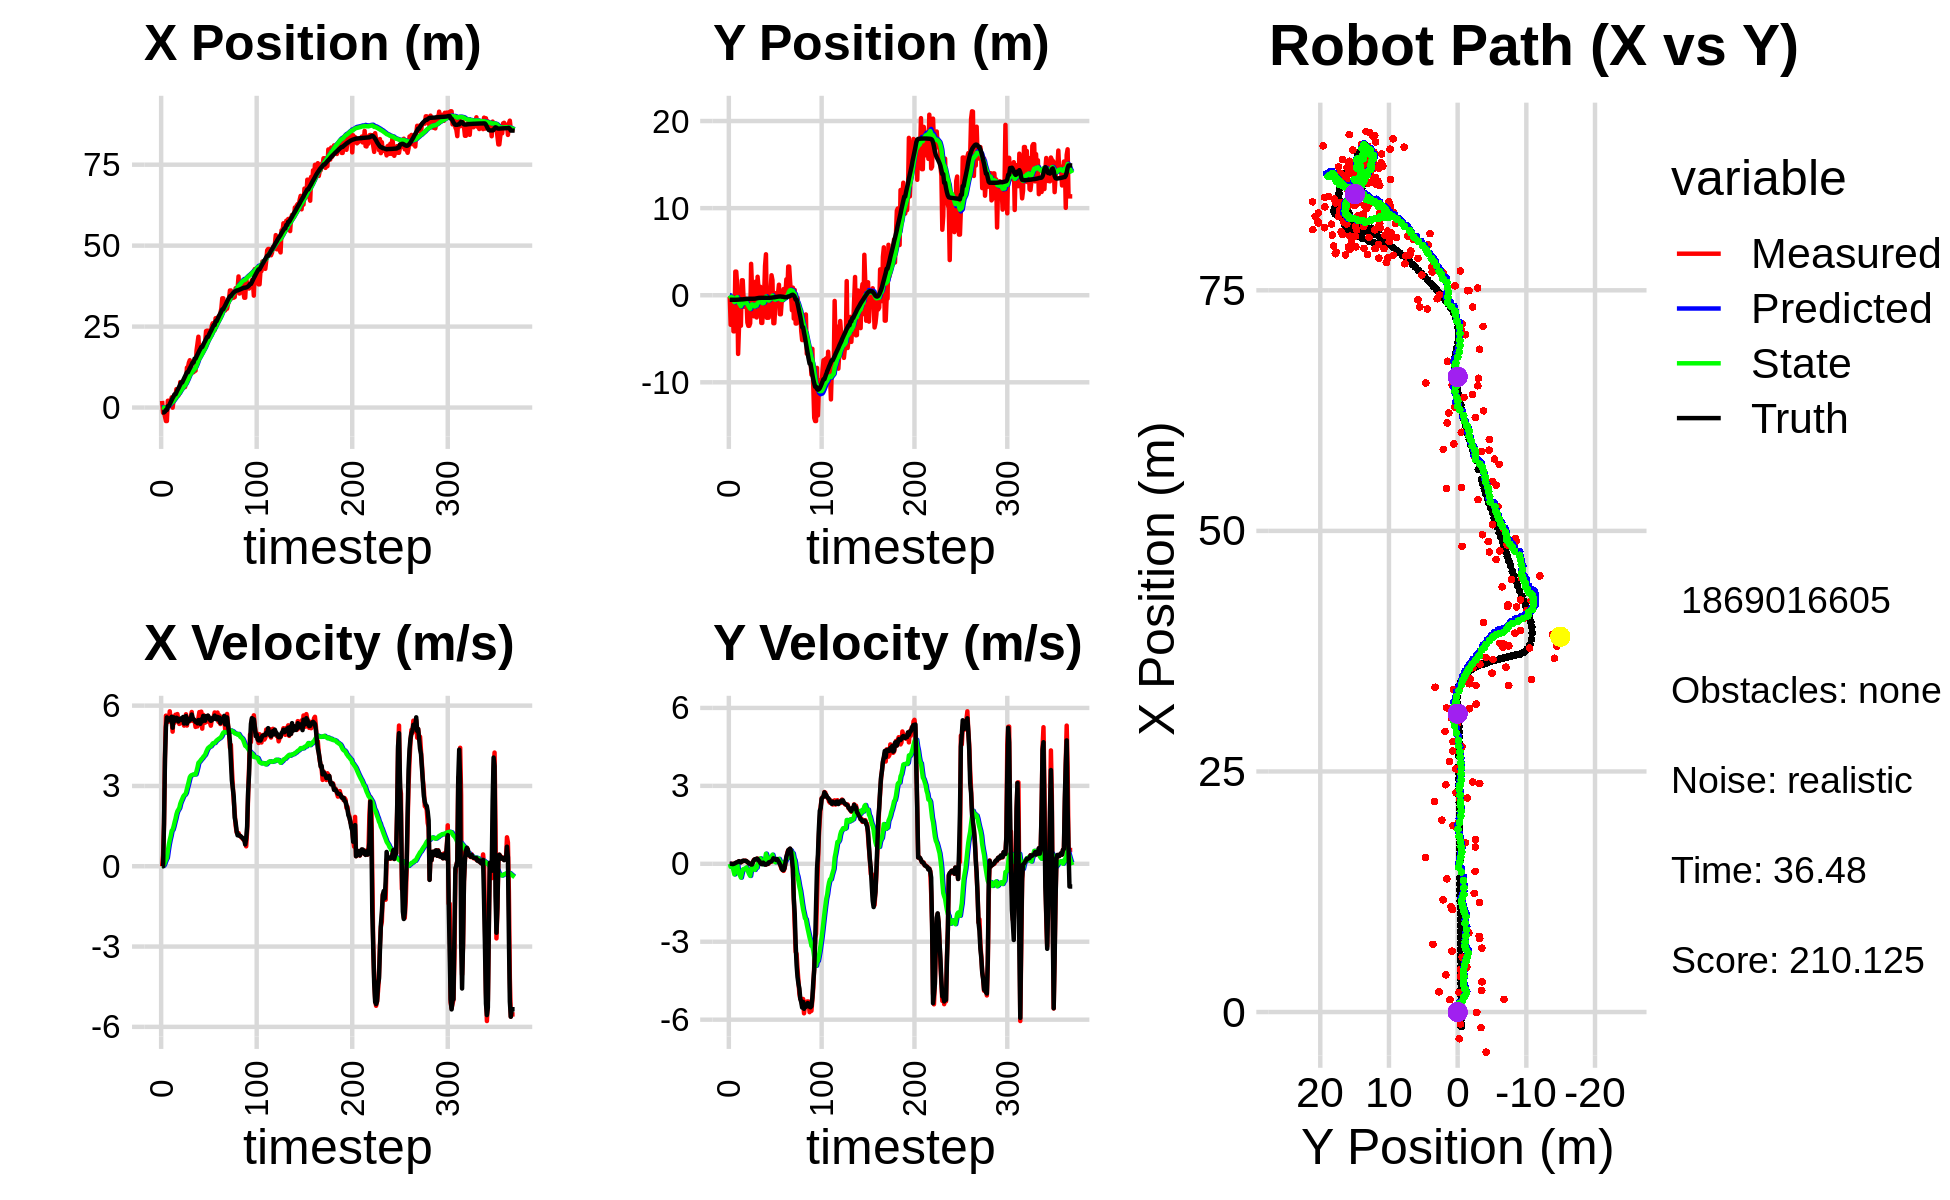 X Position (m)
75
50
25
0
0
100
200
300
timestep
Y Position (m)
20
10
0
-10
0
100
200
300
timestep
X Velocity (m/s)
6
3
0
-3
-6
0
100
200
300
timestep
Y Velocity (m/s)
6
3
0
-3
-6
0
100
200
300
timestep
Robot Path (X vs Y)
X Position (m)
75
50
25
0
20 10 0 -10 -20
Y Position (m)
variable
Measured
Predicted
State
Truth
1869016605
Obstacles: none
Noise: realistic
Time: 36.48
Score: 210.125